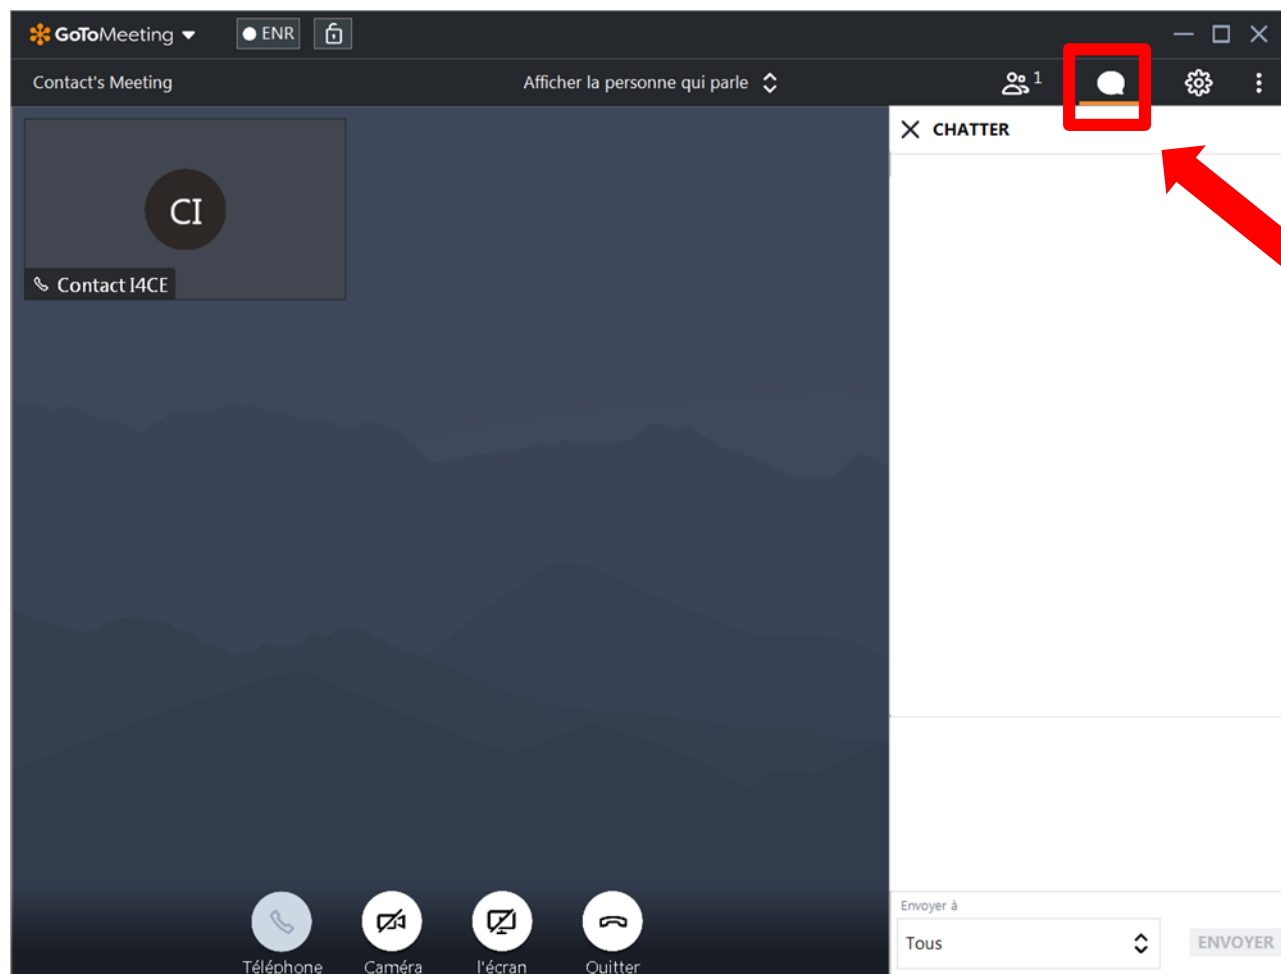 GoToMeeting
ENR
Contact's Meeting
Afficher la personne qui parle
1
CHATTER
CI
Contact I4CE
Envoyer à
Tous
ENVOYER
Téléphone
Caméra
l'écran
Quitter